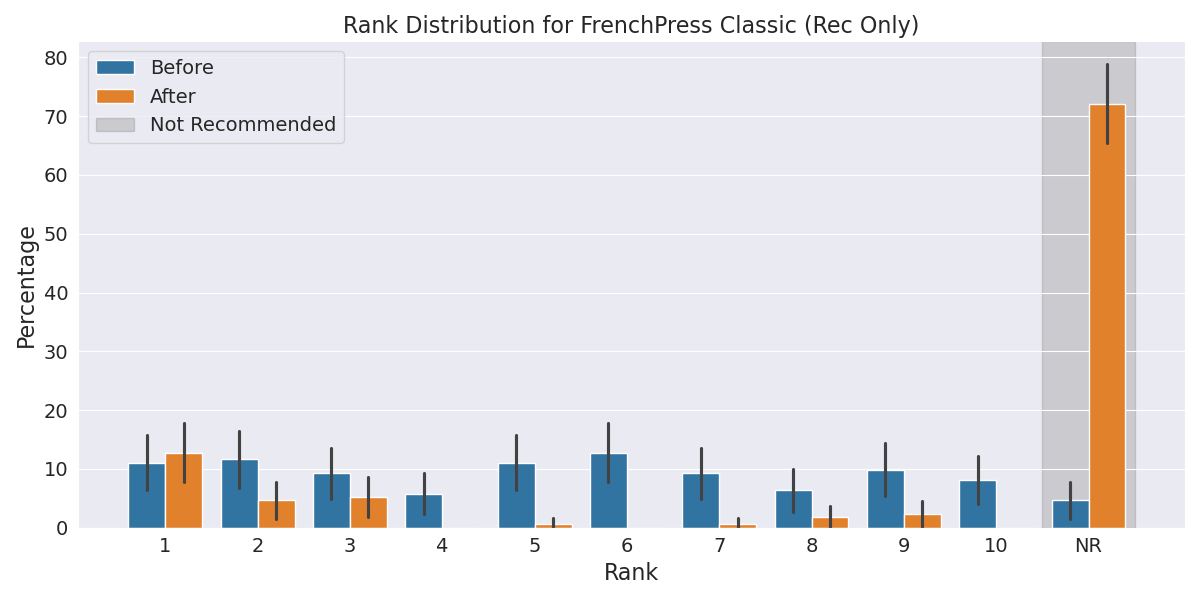 Rank Distribution for FrenchPress Classic (Rec Only)
Before
After
Not Recommended
Percentage
80
70
60
50
40
30
20
10
0
1 2 3 4 5 6 7 8 9 10 NR
Rank